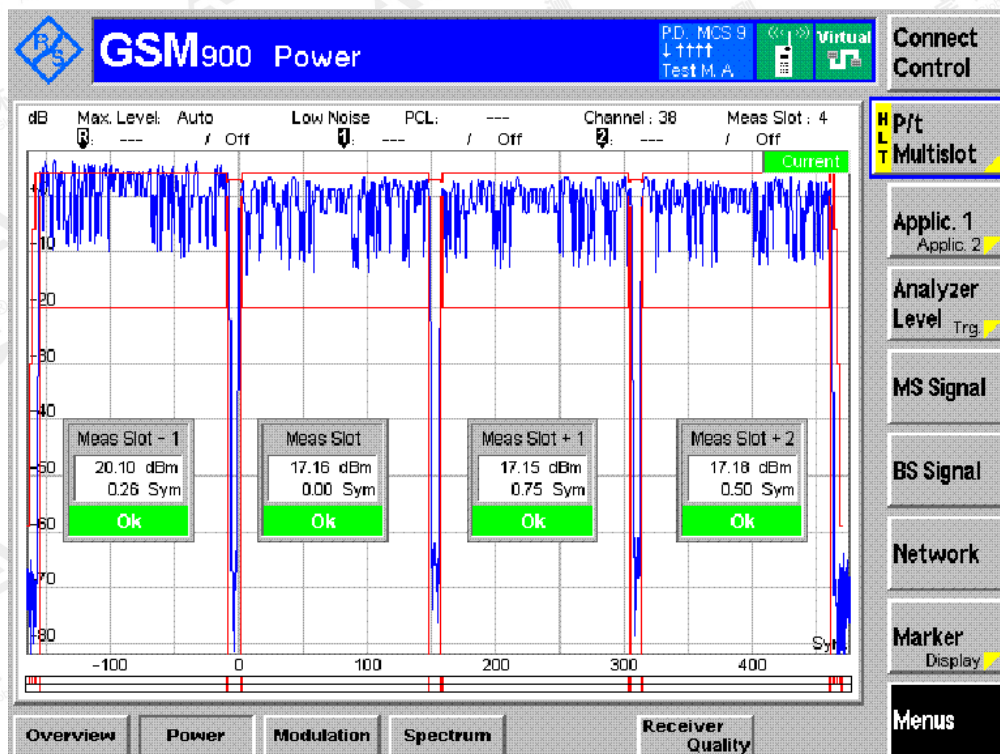 R/S
GSM900 Power
P.D. MCS 9
↓ ↑↑↑↑
Test M. A
Virtual
Connect Control
dB Max. Level: Auto Low Noise PCL: --- Channel : 38 Meas Slot : 4
R: --- / Off 1: --- / Off 2: --- / Off
Current
-10
-20
-30
-40
-50
-60
-70
-80
Meas Slot - 1
20.10 dBm
0.26 Sym
Ok
Meas Slot
17.16 dBm
0.00 Sym
Ok
Meas Slot + 1
17.15 dBm
0.75 Sym
Ok
Meas Slot + 2
17.18 dBm
0.50 Sym
Ok
-100 0 100 200 300 400
HLT
P/t
Multislot
Applic. 1
Applic. 2
Analyzer
Level Trg.
MS Signal
BS Signal
Network
Marker
Display
Menus
Overview Power Modulation Spectrum Receiver
Quality